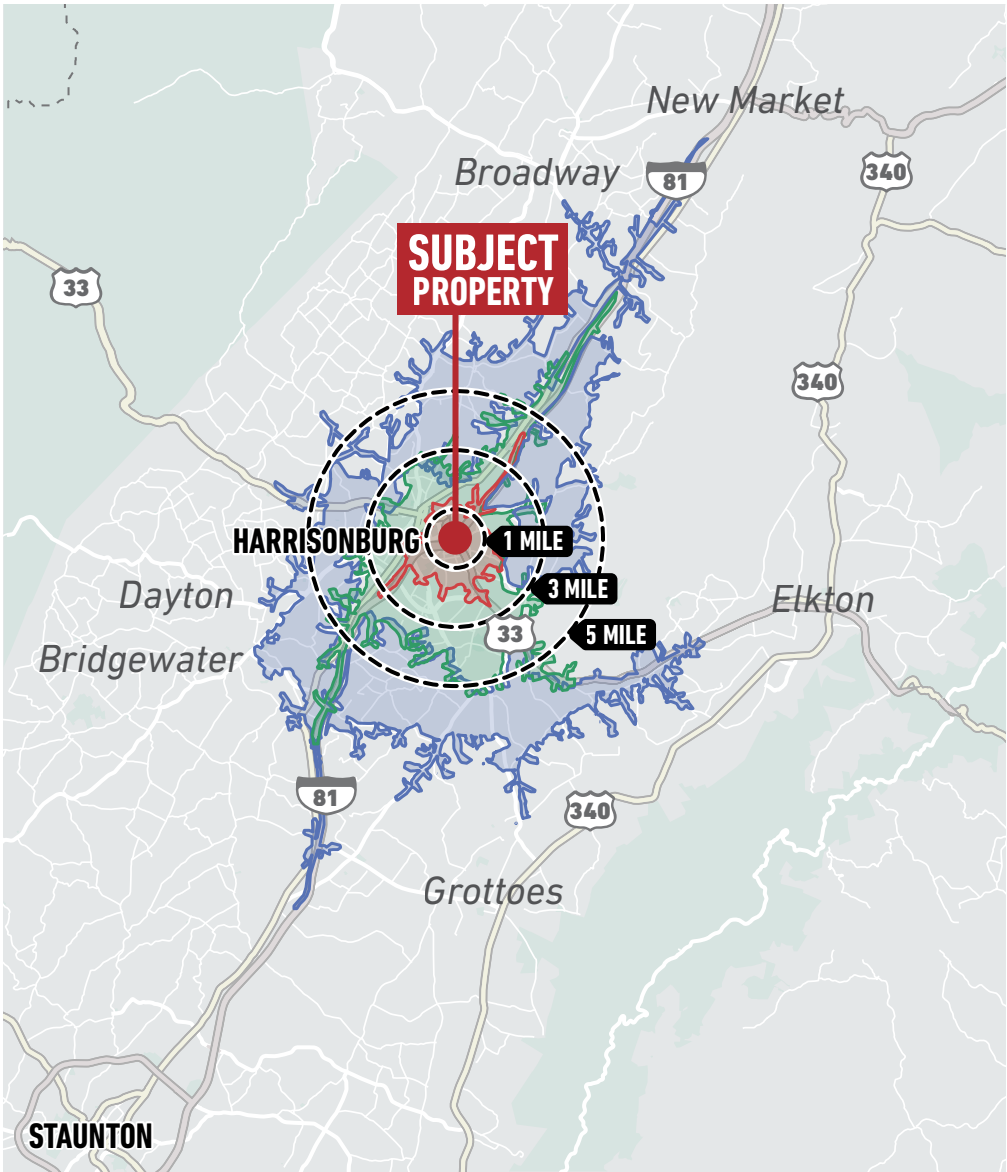 New Market
Broadway
81
340
SUBJECT
PROPERTY
33
340
HARRISONBURG
1 MILE
3 MILE
Dayton
Elkton
33
5 MILE
Bridgewater
81
340
Grottoes
STAUNTON